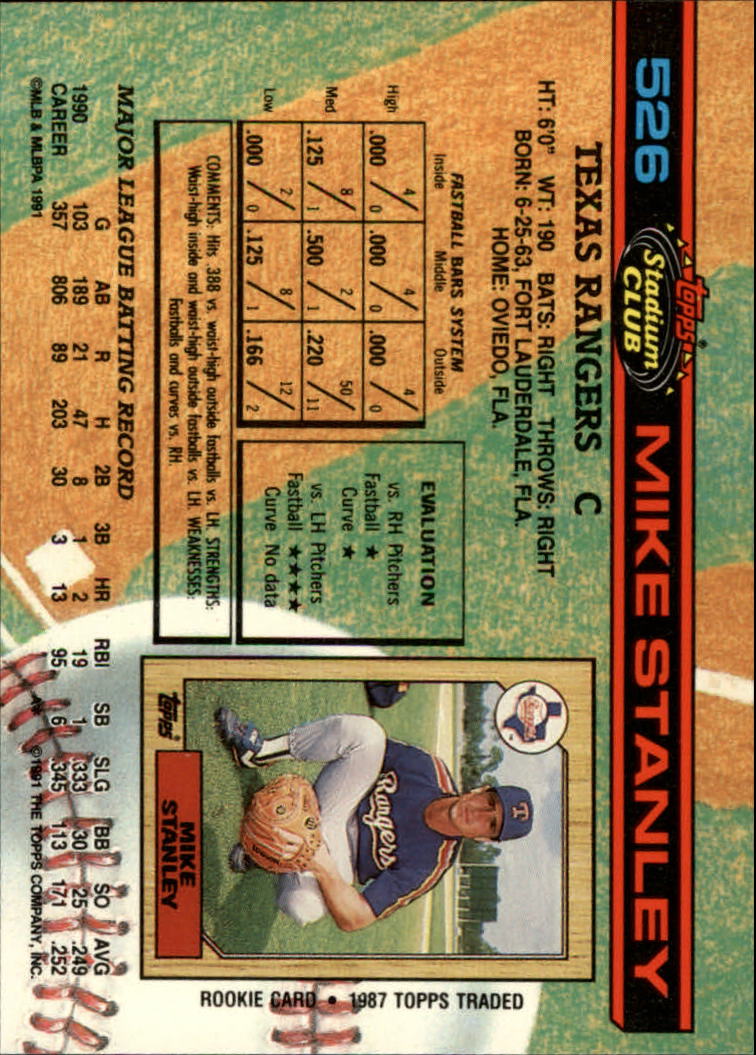 526
Topps®
Stadium
CLUB
MIKE STANLEY
TEXAS RANGERS C
HT: 6'0" WT: 190 BATS: RIGHT THROWS: RIGHT
BORN: 6-25-63, FORT LAUDERDALE, FLA.
HOME: OVIEDO, FLA.
FASTBALL BARS SYSTEM
Inside Middle Outside
High .000 4/0 .000 4/0 .000 4/0
Med .125 8/1 .500 2/1 .220 50/11
Low .000 2/0 .125 8/1 .166 12/2
EVALUATION
vs. RH Pitchers
Fastball ★
Curve ★
vs. LH Pitchers
Fastball ★★★★
Curve No data
COMMENTS: Hits .388 vs. waist-high outside fastballs vs. LH. STRENGTHS:
Waist-high inside and waist-high outside fastballs vs. LH. WEAKNESSES:
Fastballs and curves vs. RH.
Rangers
T
Rangers
Topps
MIKE
STANLEY
ROOKIE CARD • 1987 TOPPS TRADED
MAJOR LEAGUE BATTING RECORD
G AB R H 2B 3B HR RBI SB SLG BB SO AVG
1990 103 189 21 47 8 1 2 19 1 .333 30 25 .249
CAREER 357 806 89 203 30 3 13 95 6 .345 113 171 .252
©MLB & MLBPA 1991
©1991 THE TOPPS COMPANY, INC.